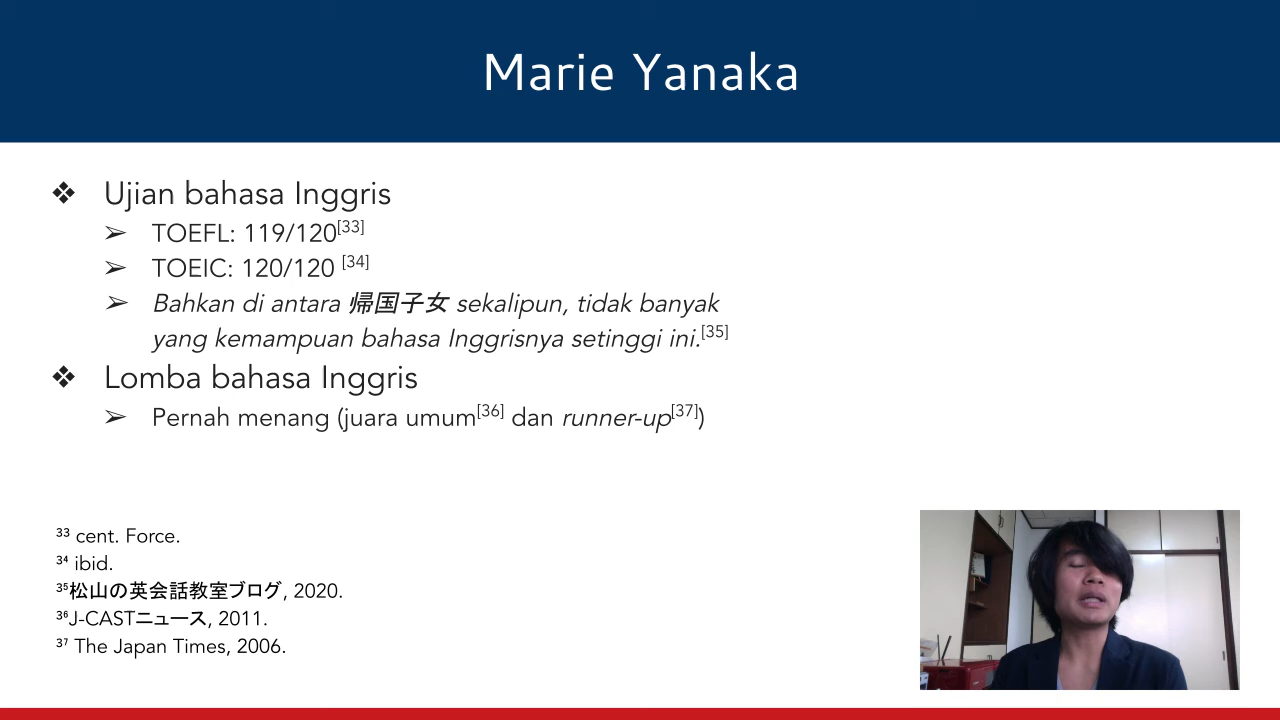 Marie Yanaka
❖ Ujian bahasa Inggris
➢ TOEFL: 119/120[33]
➢ TOEIC: 120/120 [34]
➢ Bahkan di antara 帰国子女 sekalipun, tidak banyak
yang kemampuan bahasa Inggrisnya setinggi ini.[35]
❖ Lomba bahasa Inggris
➢ Pernah menang (juara umum[36] dan runner-up[37])
³³ cent. Force.
³⁴ ibid.
³⁵松山の英会話教室ブログ, 2020.
³⁶J-CASTニュース, 2011.
³⁷ The Japan Times, 2006.